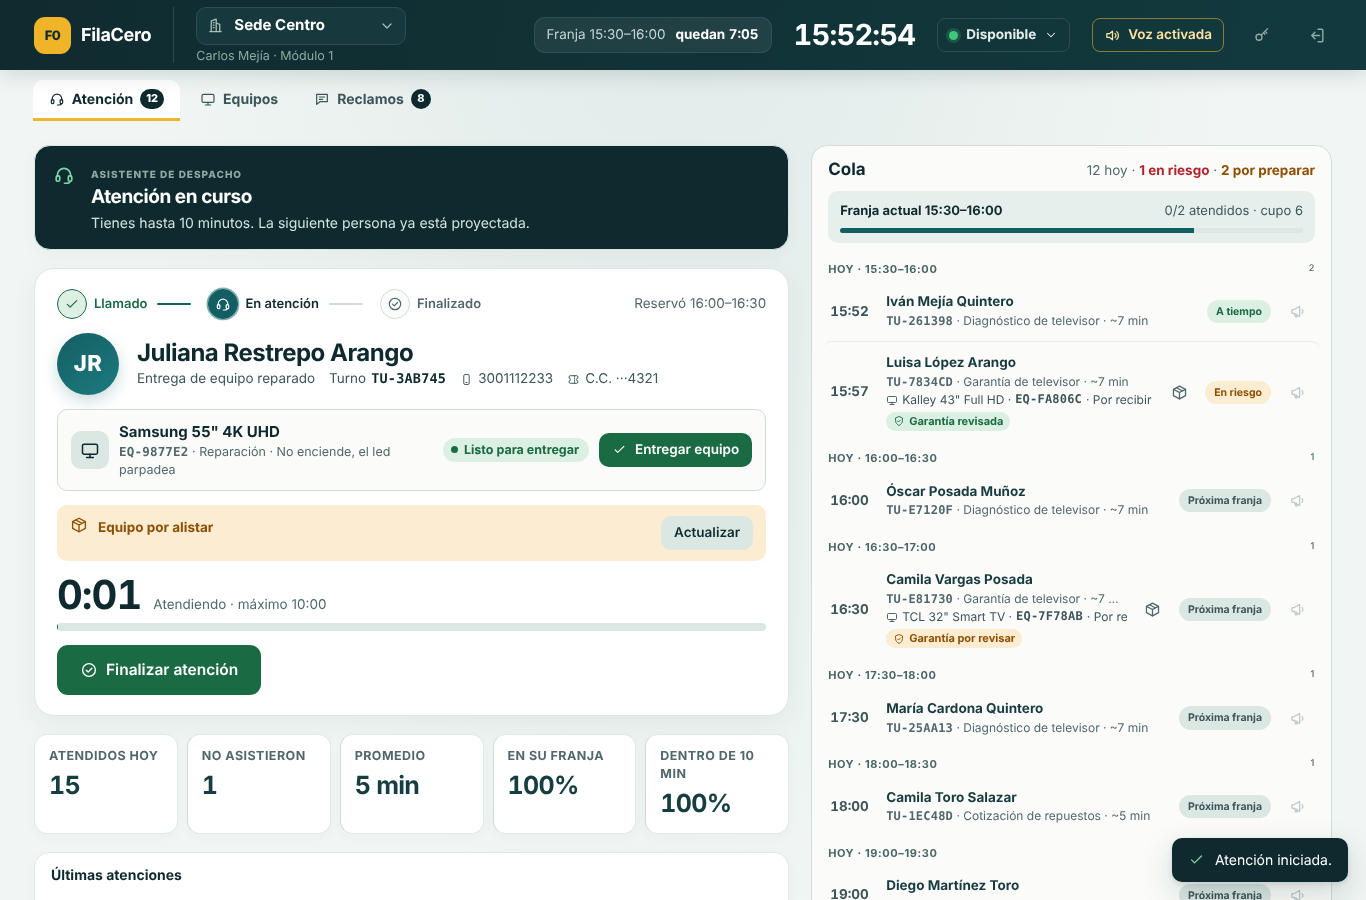 FO
FilaCero
Sede Centro
Carlos Mejía · Módulo 1
Franja 15:30–16:00 quedan 7:05
15:52:54
Disponible
Voz activada
Atención 12
Equipos
Reclamos 8
ASISTENTE DE DESPACHO
Atención en curso
Tienes hasta 10 minutos. La siguiente persona ya está proyectada.
Llamado
En atención
Finalizado
Reservó 16:00–16:30
JR
Juliana Restrepo Arango
Entrega de equipo reparado Turno TU-3AB745 3001112233 C.C. ···4321
Samsung 55" 4K UHD
EQ-9877E2 · Reparación · No enciende, el led
parpadea
Listo para entregar
Entregar equipo
Equipo por alistar
Actualizar
0:01 Atendiendo · máximo 10:00
Finalizar atención
ATENDIDOS HOY
15
NO ASISTIERON
1
PROMEDIO
5 min
EN SU FRANJA
100%
DENTRO DE 10
MIN
100%
Últimas atenciones
Cola
12 hoy · 1 en riesgo · 2 por preparar
Franja actual 15:30–16:00
0/2 atendidos · cupo 6
HOY · 15:30–16:00 2
15:52
Iván Mejía Quintero
TU-261398 · Diagnóstico de televisor · ~7 min
A tiempo
15:57
Luisa López Arango
TU-7834CD · Garantía de televisor · ~7 min
Kalley 43" Full HD · EQ-FA806C · Por recibir
Garantía revisada
En riesgo
HOY · 16:00–16:30 1
16:00
Óscar Posada Muñoz
TU-E7120F · Diagnóstico de televisor · ~7 min
Próxima franja
HOY · 16:30–17:00 1
16:30
Camila Vargas Posada
TU-E81730 · Garantía de televisor · ~7 ...
TCL 32" Smart TV · EQ-7F78AB · Por re
Garantía por revisar
Próxima franja
HOY · 17:30–18:00 1
17:30
María Cardona Quintero
TU-25AA13 · Diagnóstico de televisor · ~7 min
Próxima franja
HOY · 18:00–18:30 1
18:00
Camila Toro Salazar
TU-1EC48D · Cotización de repuestos · ~5 min
Próxima franja
HOY · 19:00–19:30
19:00
Diego Martínez Toro
Próxima franja
Atención iniciada.